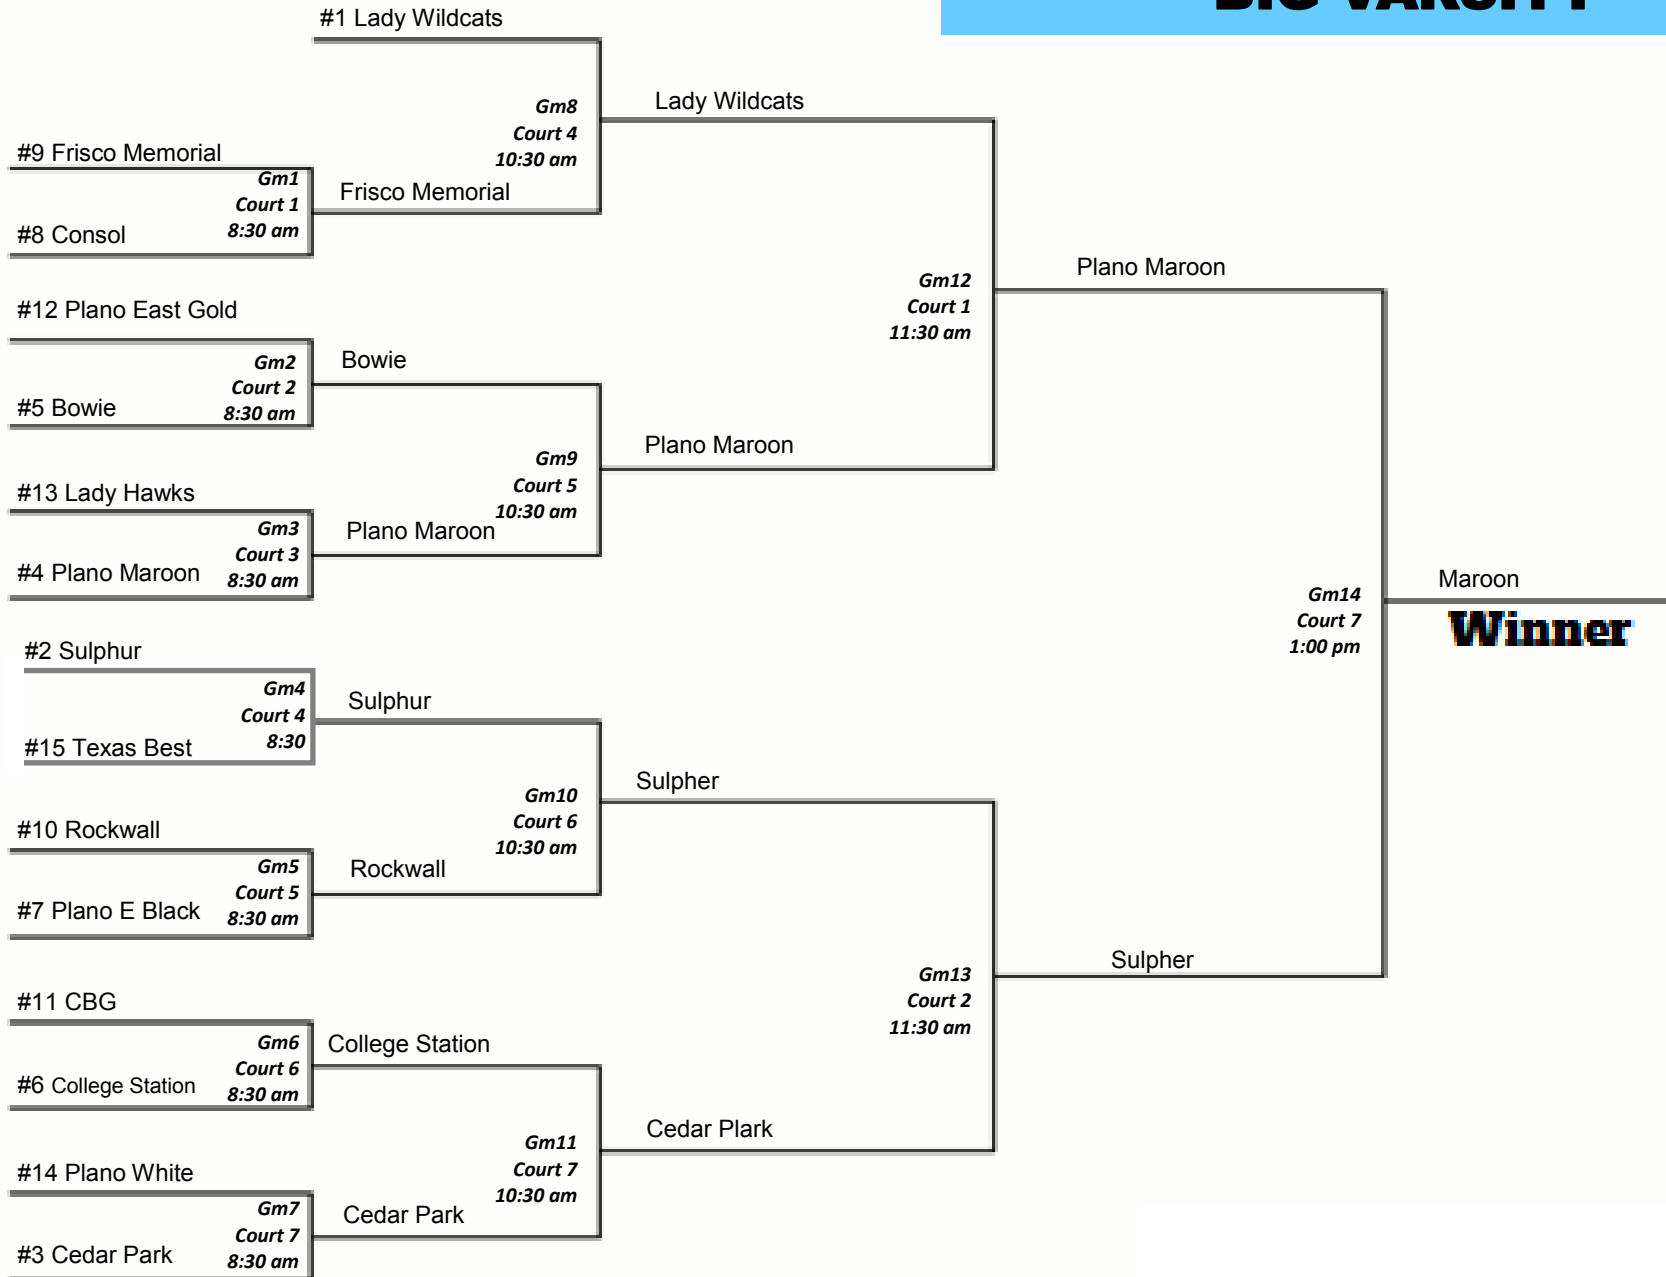 BIG VARSITY
#1 Lady Wildcats
Gm8
Court 4
10:30 am
Lady Wildcats
#9 Frisco Memorial
Gm1
Court 1
8:30 am
Frisco Memorial
#8 Consol
Gm12
Court 1
11:30 am
Plano Maroon
#12 Plano East Gold
Gm2
Court 2
8:30 am
Bowie
#5 Bowie
Gm9
Court 5
10:30 am
Plano Maroon
#13 Lady Hawks
Gm3
Court 3
8:30 am
Plano Maroon
#4 Plano Maroon
Gm14
Court 7
1:00 pm
Maroon
Winner
#2 Sulphur
Gm4
Court 4
8:30
Sulphur
#15 Texas Best
Gm10
Court 6
10:30 am
Sulpher
#10 Rockwall
Gm5
Court 5
8:30 am
Rockwall
#7 Plano E Black
Gm13
Court 2
11:30 am
Sulpher
#11 CBG
Gm6
Court 6
8:30 am
College Station
#6 College Station
Gm11
Court 7
10:30 am
Cedar Plark
#14 Plano White
Gm7
Court 7
8:30 am
Cedar Park
#3 Cedar Park